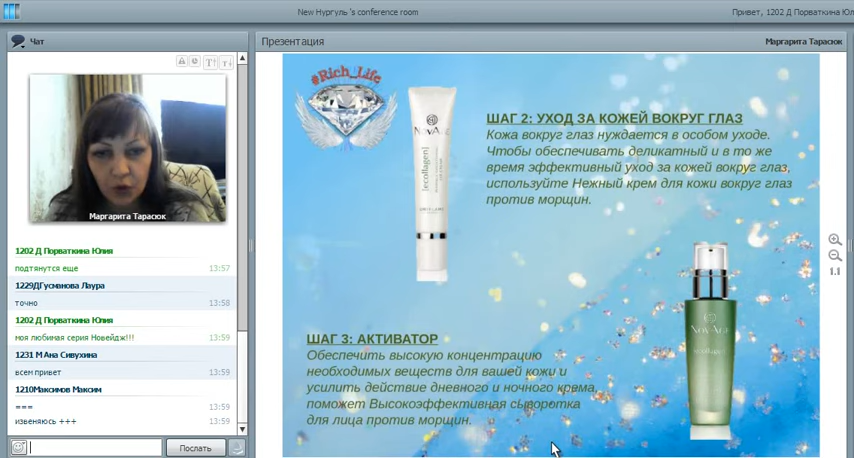 New Нургуль 's conference room
Привет, 1202 Д Порваткина Юл
Чат
Маргарита Тарасюк
1202 Д Порваткина Юлия
подтянутся еще 13:57
1229ДГусманова Лаура
точно 13:58
1202 Д Порваткина Юлия
моя любимая серия Новейдж!!! 13:59
1231 М Ана Сивухина
всем привет 13:59
1210Максимов Максим
=== 13:59
извеняюсь +++ 13:59
Послать
Презентация
Маргарита Тарасюк
@Rich_Life
NovAge
ecollagen
ШАГ 2: УХОД ЗА КОЖЕЙ ВОКРУГ ГЛАЗ
Кожа вокруг глаз нуждается в особом уходе.
Чтобы обеспечивать деликатный и в то же
время эффективный уход за кожей вокруг глаз,
используйте Нежный крем для кожи вокруг глаз
против морщин.
ШАГ 3: АКТИВАТОР
Обеспечить высокую концентрацию
необходимых веществ для вашей кожи и
усилить действие дневного и ночного крема,
поможет Высокоэффективная сыворотка
для лица против морщин.
NovAge
ecollagen
1.1